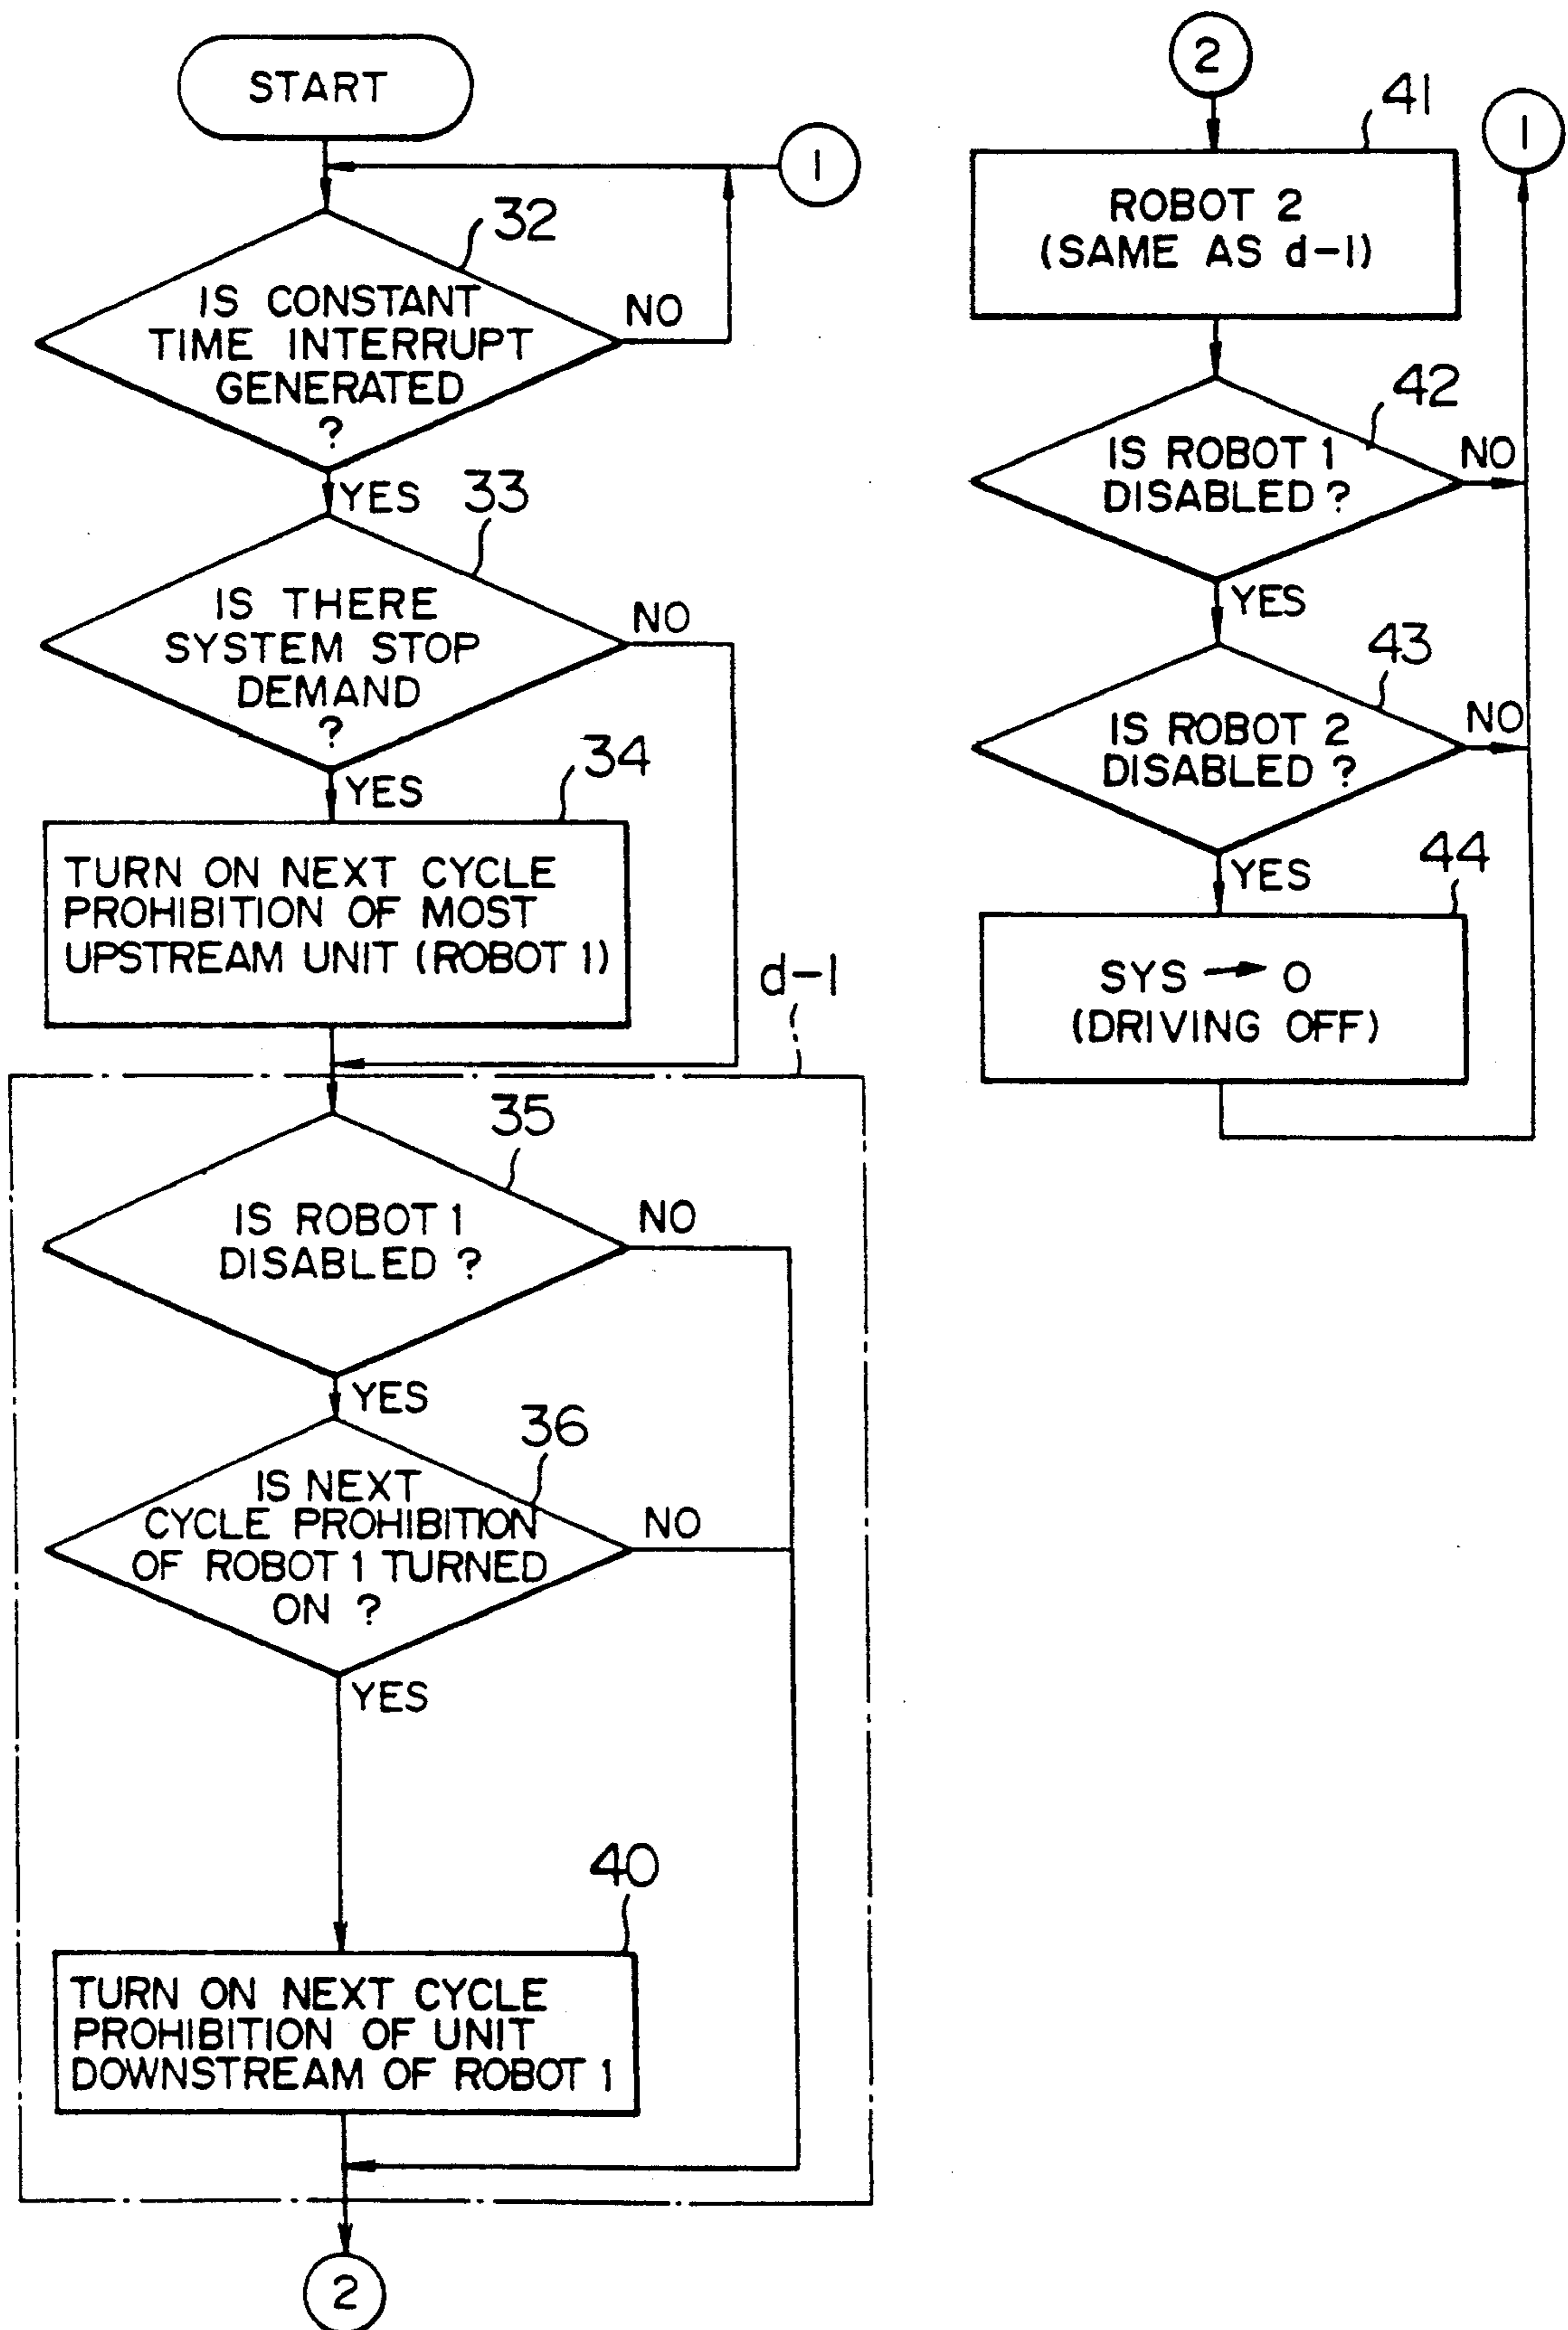 START
1
32
IS CONSTANT
TIME INTERRUPT
GENERATED
?
NO
YES
33
IS THERE
SYSTEM STOP
DEMAND
?
NO
YES
34
TURN ON NEXT CYCLE
PROHIBITION OF MOST
UPSTREAM UNIT (ROBOT 1)
d-1
35
IS ROBOT 1
DISABLED ?
NO
YES
36
IS NEXT
CYCLE PROHIBITION
OF ROBOT 1 TURNED
ON ?
NO
YES
40
TURN ON NEXT CYCLE
PROHIBITION OF UNIT
DOWNSTREAM OF ROBOT 1
2
2
41
1
ROBOT 2
(SAME AS d-1)
42
IS ROBOT 1
DISABLED ?
NO
YES
43
IS ROBOT 2
DISABLED ?
NO
YES
44
SYS → 0
(DRIVING OFF)